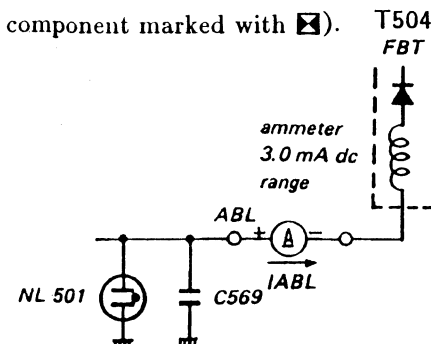 component marked with ).
T504
FBT
ammeter
3.0 mA dc
range
ABL
+ A −
IABL
NL 501
C569